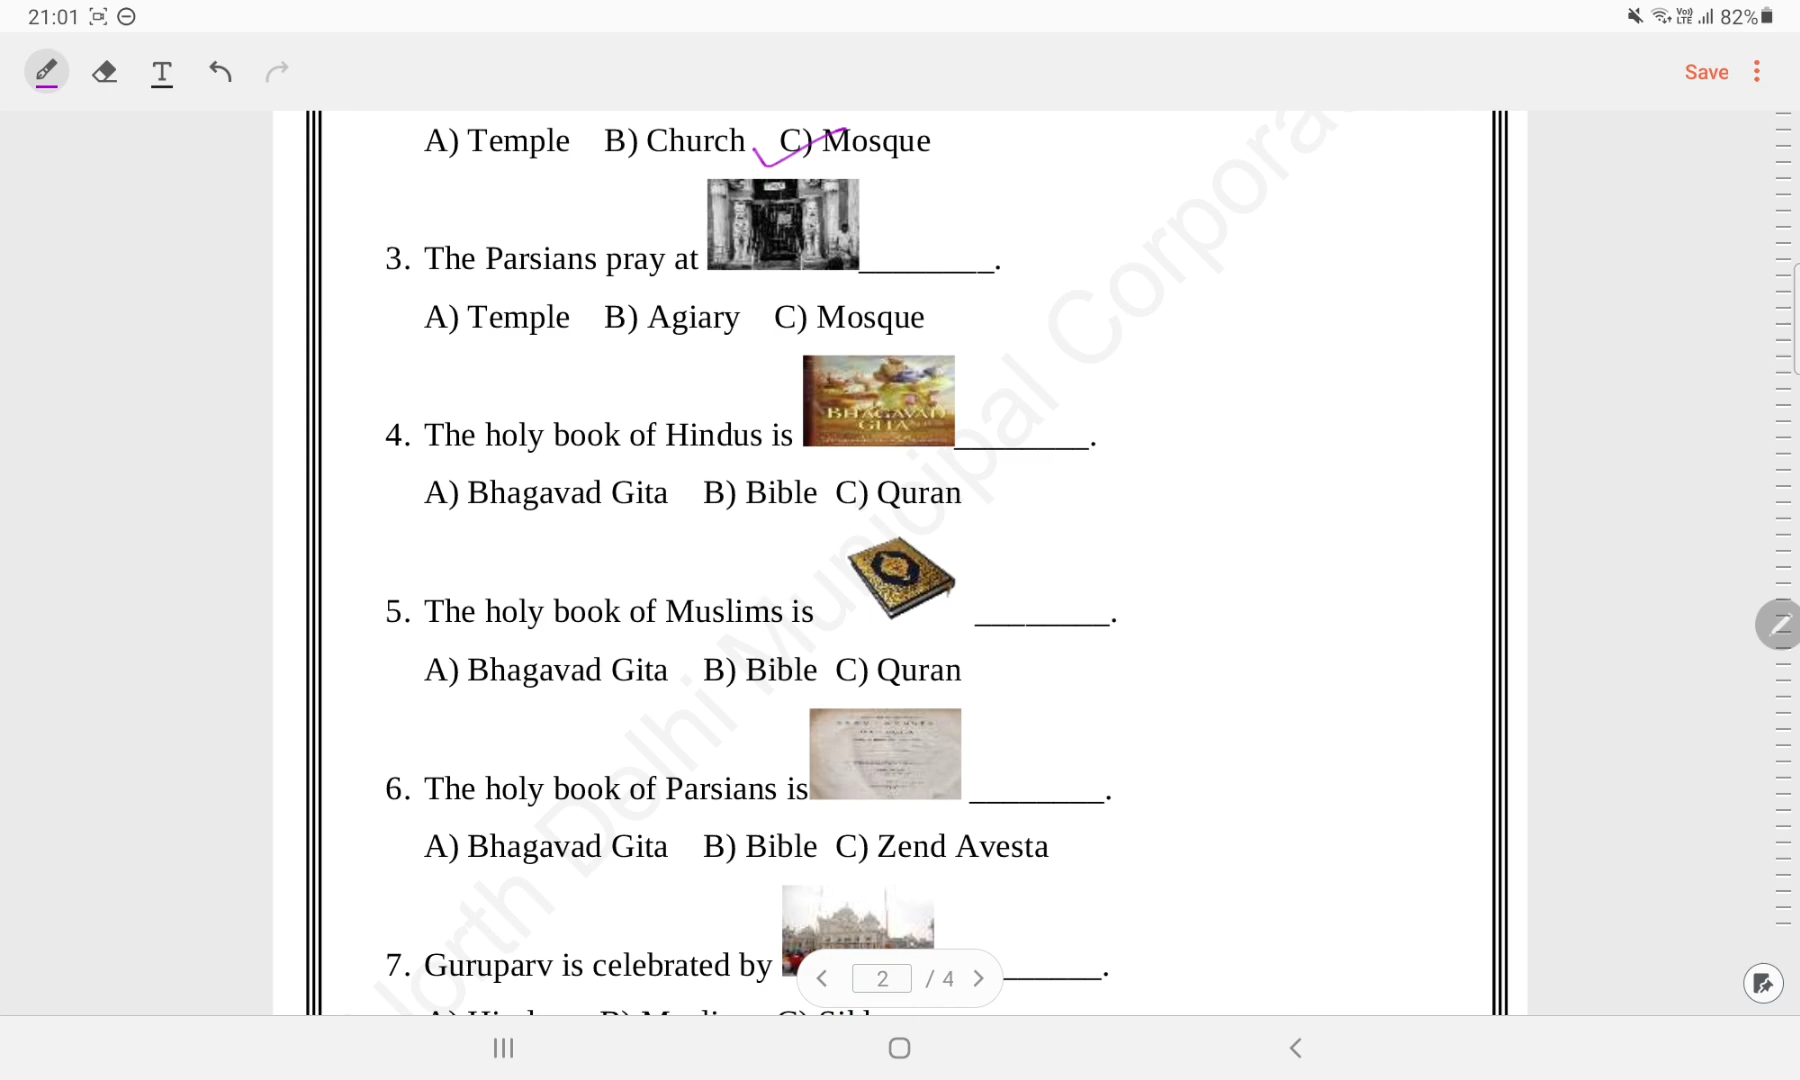 21:01 82%
Save
A) Temple B) Church C) Mosque
3. The Parsians pray at ________.
A) Temple B) Agiary C) Mosque
BHAGAVAD
GITA
4. The holy book of Hindus is ________.
A) Bhagavad Gita B) Bible C) Quran
5. The holy book of Muslims is ________.
A) Bhagavad Gita B) Bible C) Quran
6. The holy book of Parsians is ________.
A) Bhagavad Gita B) Bible C) Zend Avesta
7. Guruparv is celebrated by ______.
2 / 4
Delhi Municipal